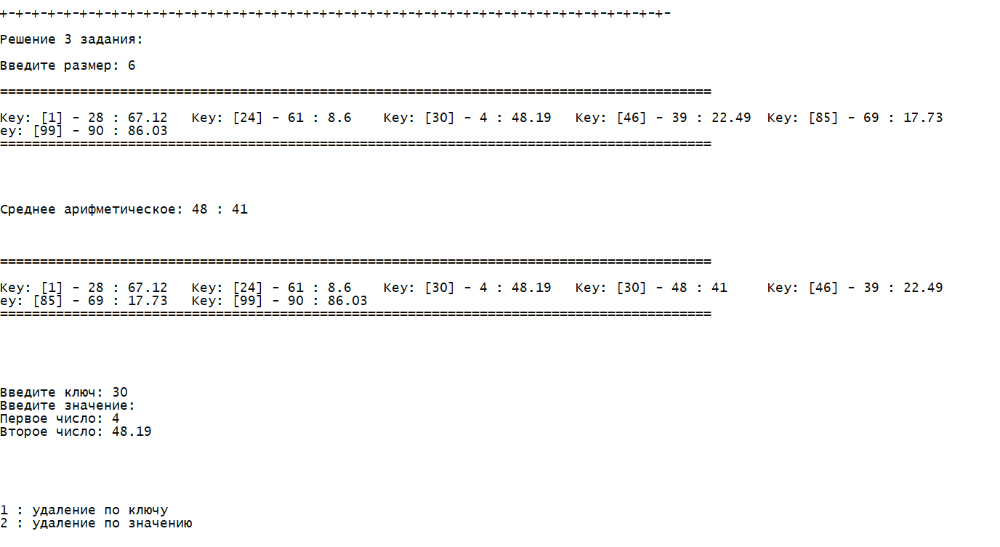 +-+-+-+-+-+-+-+-+-+-+-+-+-+-+-+-+-+-+-+-+-+-+-+-+-+-+-+-+-+-+-+-+-+-+-+-+-+-+-+-+-+-
Решение 3 задания:
Введите размер: 6
=========================================================================================
Key: [1] - 28 : 67.12   Key: [24] - 61 : 8.6    Key: [30] - 4 : 48.19   Key: [46] - 39 : 22.49  Key: [85] - 69 : 17.73
ey: [99] - 90 : 86.03
=========================================================================================
Среднее арифметическое: 48 : 41
=========================================================================================
Key: [1] - 28 : 67.12   Key: [24] - 61 : 8.6    Key: [30] - 4 : 48.19   Key: [30] - 48 : 41     Key: [46] - 39 : 22.49
ey: [85] - 69 : 17.73   Key: [99] - 90 : 86.03
=========================================================================================
Введите ключ: 30
Введите значение:
Первое число: 4
Второе число: 48.19
1 : удаление по ключу
2 : удаление по значению